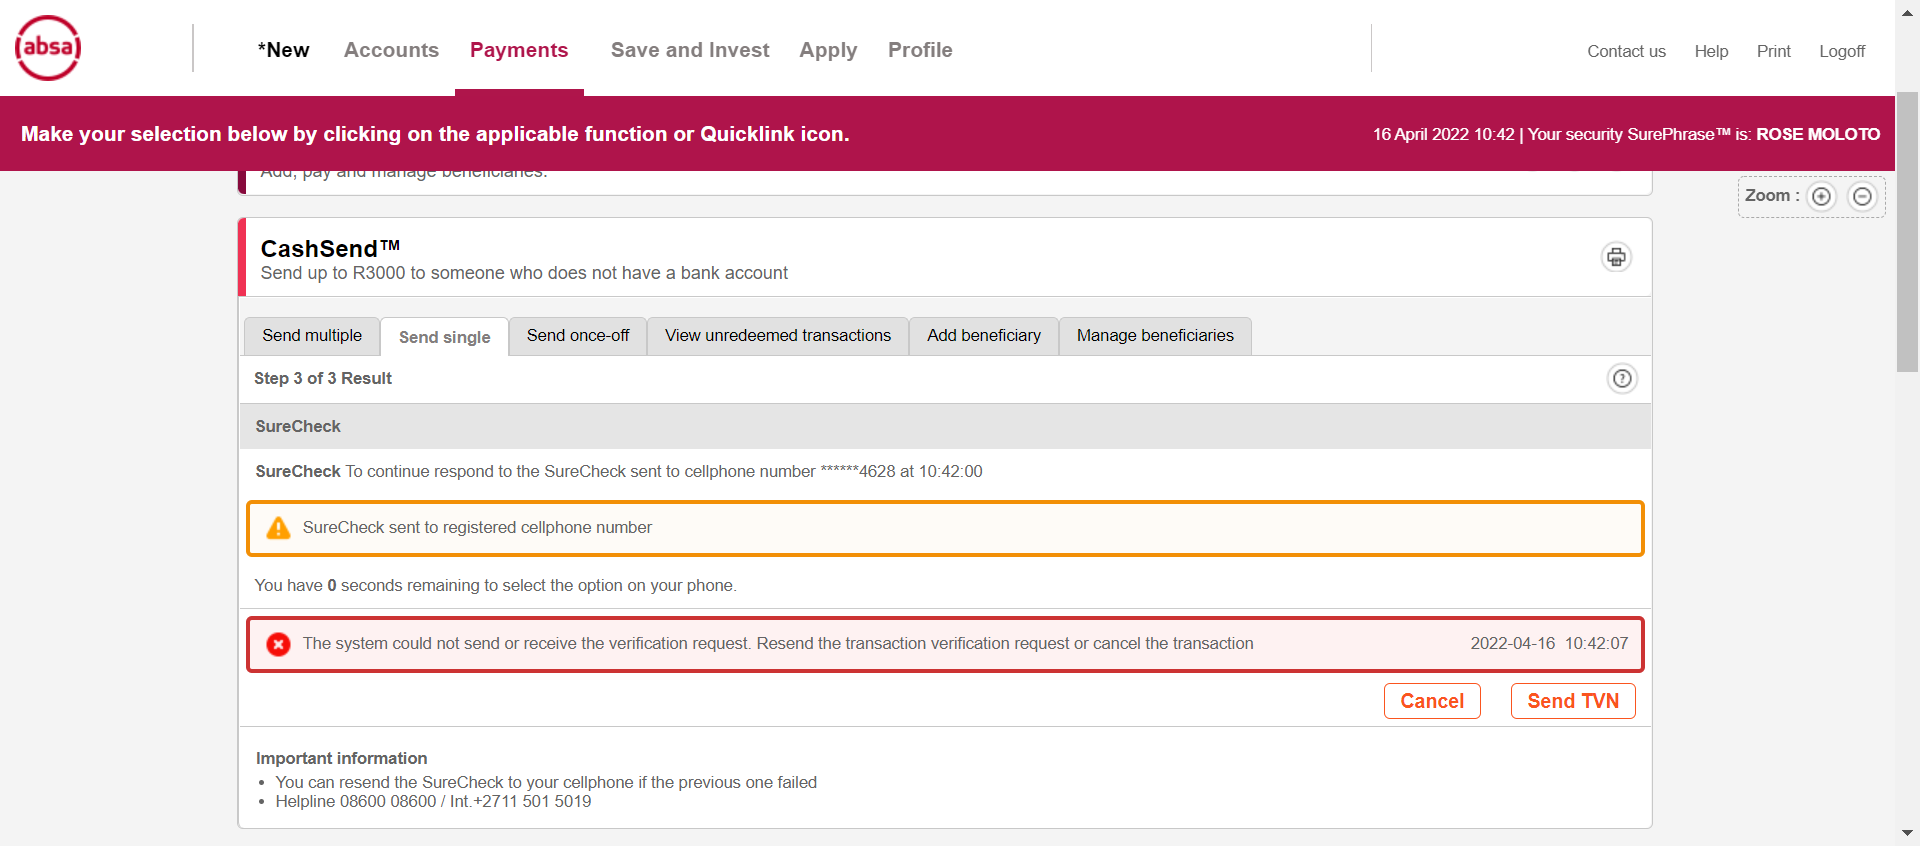 absa
*New Accounts Payments Save and Invest Apply Profile
Contact us Help Print Logoff
Make your selection below by clicking on the applicable function or Quicklink icon.
16 April 2022 10:42 | Your security SurePhrase™ is: ROSE MOLOTO
Add, pay and manage beneficiaries.
Zoom :
CashSend™
Send up to R3000 to someone who does not have a bank account
Send multiple Send single Send once-off View unredeemed transactions Add beneficiary Manage beneficiaries
Step 3 of 3 Result
?
SureCheck
SureCheck To continue respond to the SureCheck sent to cellphone number ******4628 at 10:42:00
SureCheck sent to registered cellphone number
You have 0 seconds remaining to select the option on your phone.
The system could not send or receive the verification request. Resend the transaction verification request or cancel the transaction 2022-04-16 10:42:07
Cancel Send TVN
Important information
• You can resend the SureCheck to your cellphone if the previous one failed
• Helpline 08600 08600 / Int.+2711 501 5019